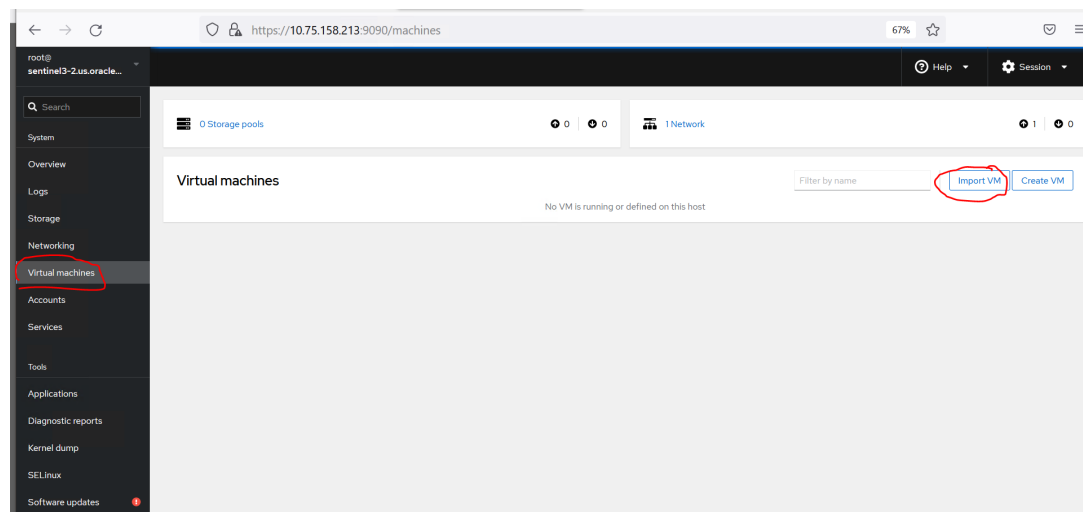 https://10.75.158.213:9090/machines
67%
root@
sentinel3-2.us.oracle...
Help
Session
Search
System
Overview
Logs
Storage
Networking
Virtual machines
Accounts
Services
Tools
Applications
Diagnostic reports
Kernel dump
SELinux
Software updates
0 Storage pools
0
0
1 Network
1
0
Virtual machines
Filter by name
Import VM
Create VM
No VM is running or defined on this host